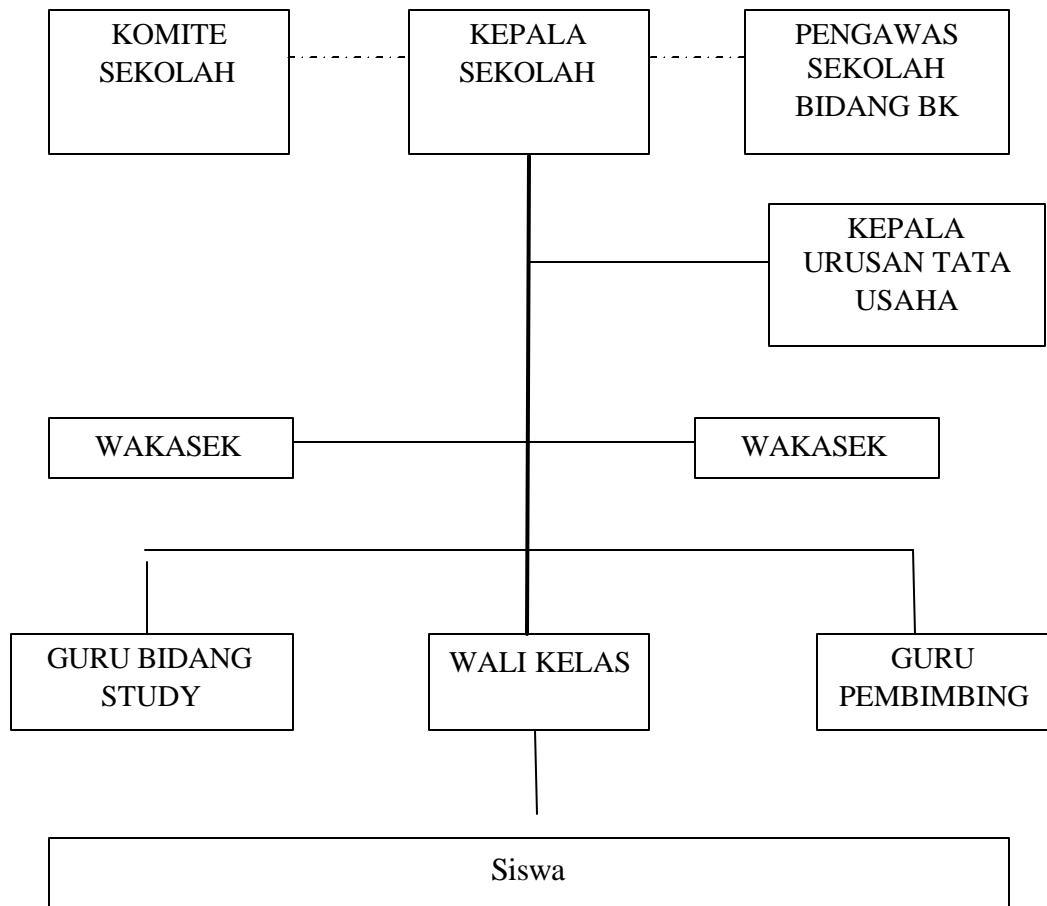 KOMITE
SEKOLAH
KEPALA
SEKOLAH
PENGAWAS
SEKOLAH
BIDANG BK
KEPALA
URUSAN TATA
USAHA
WAKASEK
WAKASEK
GURU BIDANG
STUDY
WALI KELAS
GURU
PEMBIMBING
Siswa